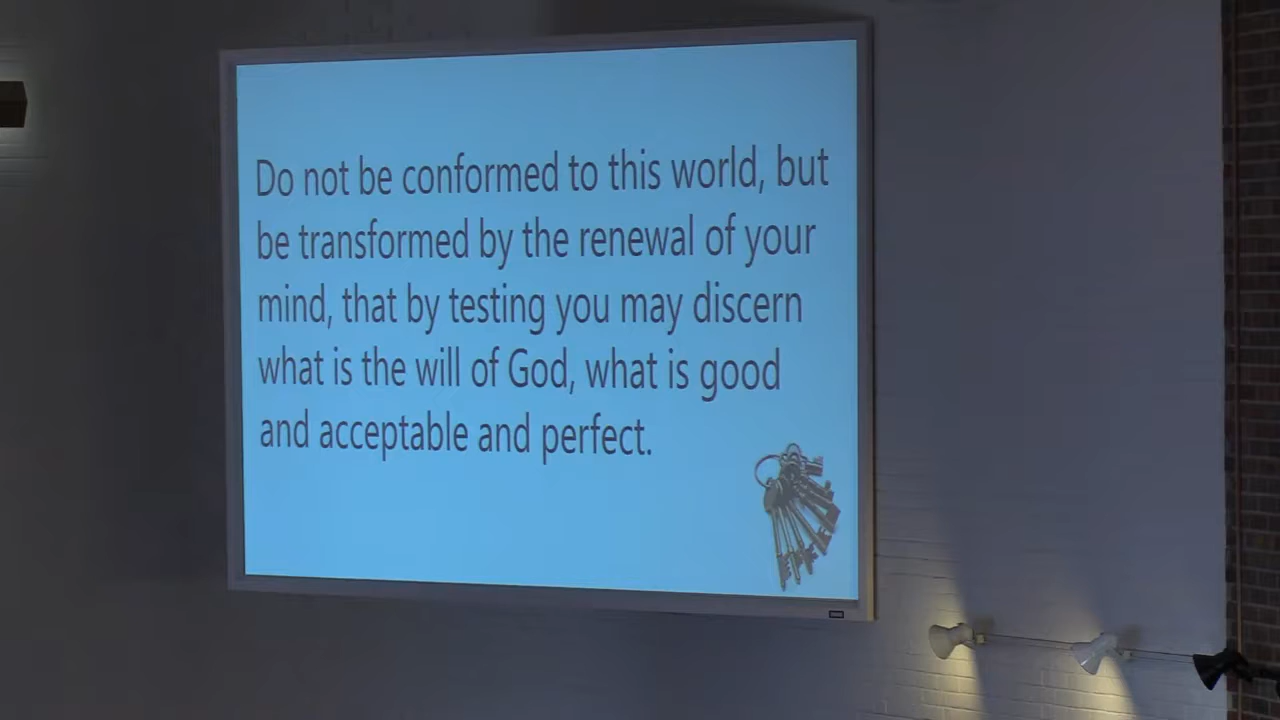 Do not be conformed to this world, but
be transformed by the renewal of your
mind, that by testing you may discern
what is the will of God, what is good
and acceptable and perfect.